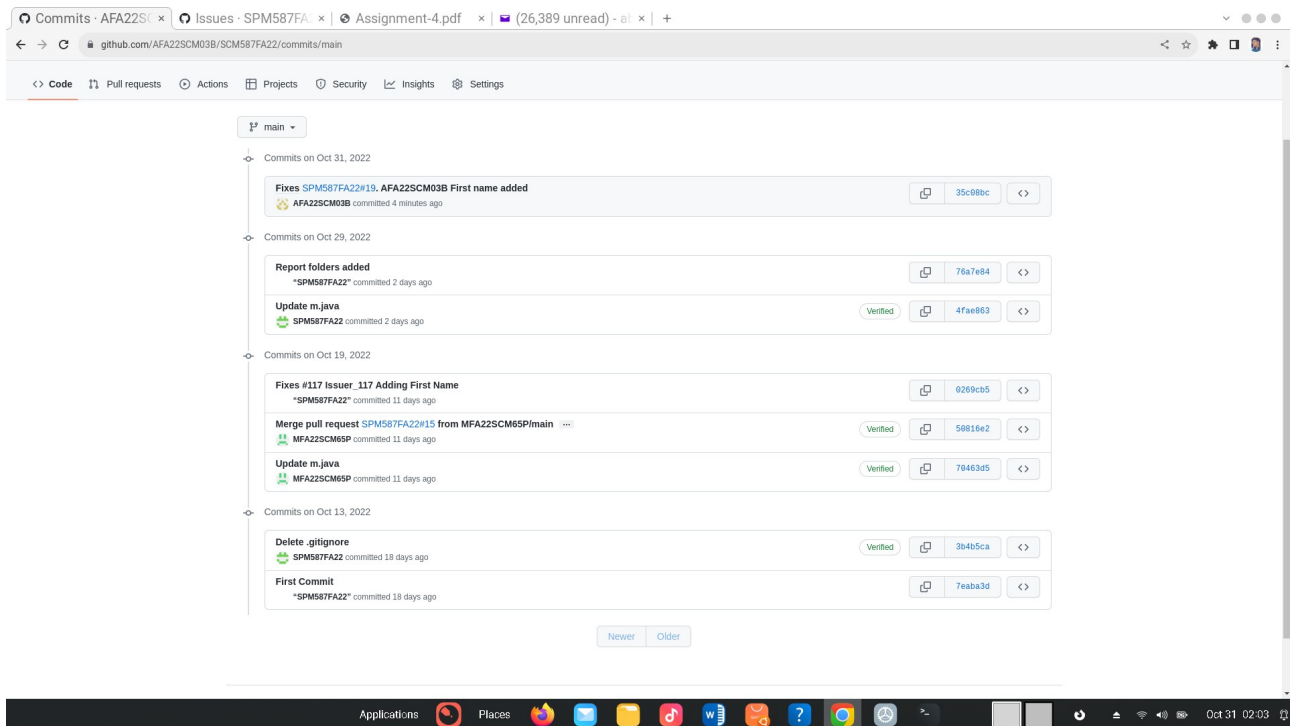 Commits · AFA22SC
Issues · SPM587FA
Assignment-4.pdf
(26,389 unread) - a
github.com/AFA22SCM03B/SCM587FA22/commits/main
Code Pull requests Actions Projects Security Insights Settings
main
Commits on Oct 31, 2022
Fixes SPM587FA22#19. AFA22SCM03B First name added
AFA22SCM03B committed 4 minutes ago
35c08bc
Commits on Oct 29, 2022
Report folders added
“SPM587FA22” committed 2 days ago
76a7e84
Update m.java
SPM587FA22 committed 2 days ago
Verified 4fae863
Commits on Oct 19, 2022
Fixes #117 Issuer_117 Adding First Name
“SPM587FA22” committed 11 days ago
0269cb5
Merge pull request SPM587FA22#15 from MFA22SCM65P/main ...
MFA22SCM65P committed 11 days ago
Verified 50816e2
Update m.java
MFA22SCM65P committed 11 days ago
Verified 70463d5
Commits on Oct 13, 2022
Delete .gitignore
SPM587FA22 committed 18 days ago
Verified 3b4b5ca
First Commit
“SPM587FA22” committed 18 days ago
7eaba3d
Newer Older
Applications Places Oct 31 02:03